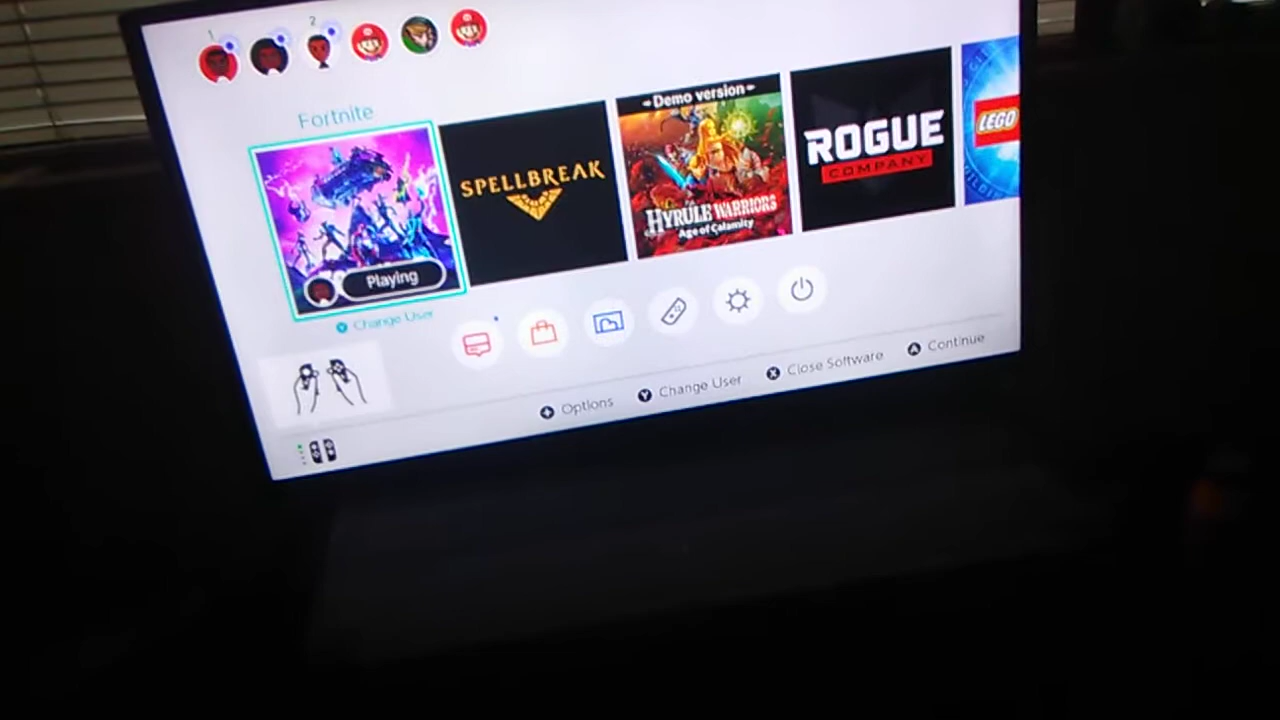 1
2
Fortnite
Playing
Change User
SPELLBREAK
Demo version
HYRULE WARRIORS
Age of Calamity
ROGUE
COMPANY
LEGO
+ Options
Y Change User
X Close Software
A Continue